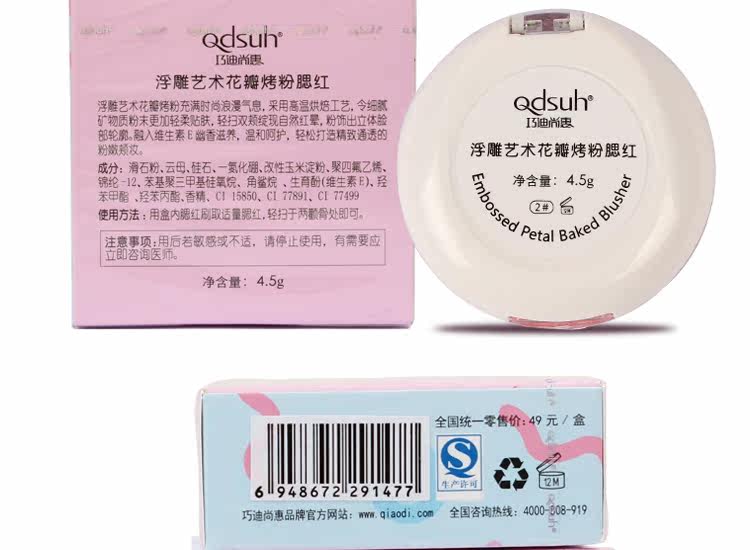 Qdsuh®
巧迪尚惠
浮雕艺术花瓣烤粉腮红
浮雕艺术花瓣烤粉充满时尚浪漫气息，采用高温烘焙工艺，令细腻
矿物质粉末更加轻柔贴肤，轻扫双颊绽现自然红晕，粉饰出立体脸
部轮廓。融入维生素E幽香滋养，温和呵护，轻松打造精致通透的
粉嫩颊妆。
成分：滑石粉、云母、硅石、一氮化硼、改性玉米淀粉、聚四氟乙烯、
锦纶-12、苯基聚三甲基硅氧烷、角鲨烷、生育酚(维生素E)、羟
苯甲酯、羟苯丙酯、香精、CI 15850、CI 77891、CI 77499
使用方法：用盒内腮红刷取适量腮红，轻扫于两颧骨处即可。
注意事项：用后若敏感或不适，请停止使用，有需要应
立即咨询医师。
净含量：4.5g
Qdsuh®
巧迪尚惠
浮雕艺术花瓣烤粉腮红
净含量：4.5g
2#
Embossed Petal Baked Blusher
全国统一零售价：49 元 / 盒
生产许可
12M
6 948672 291477
巧迪尚惠品牌官方网站：www.qiaodi.com
全国咨询热线：4000-808-919